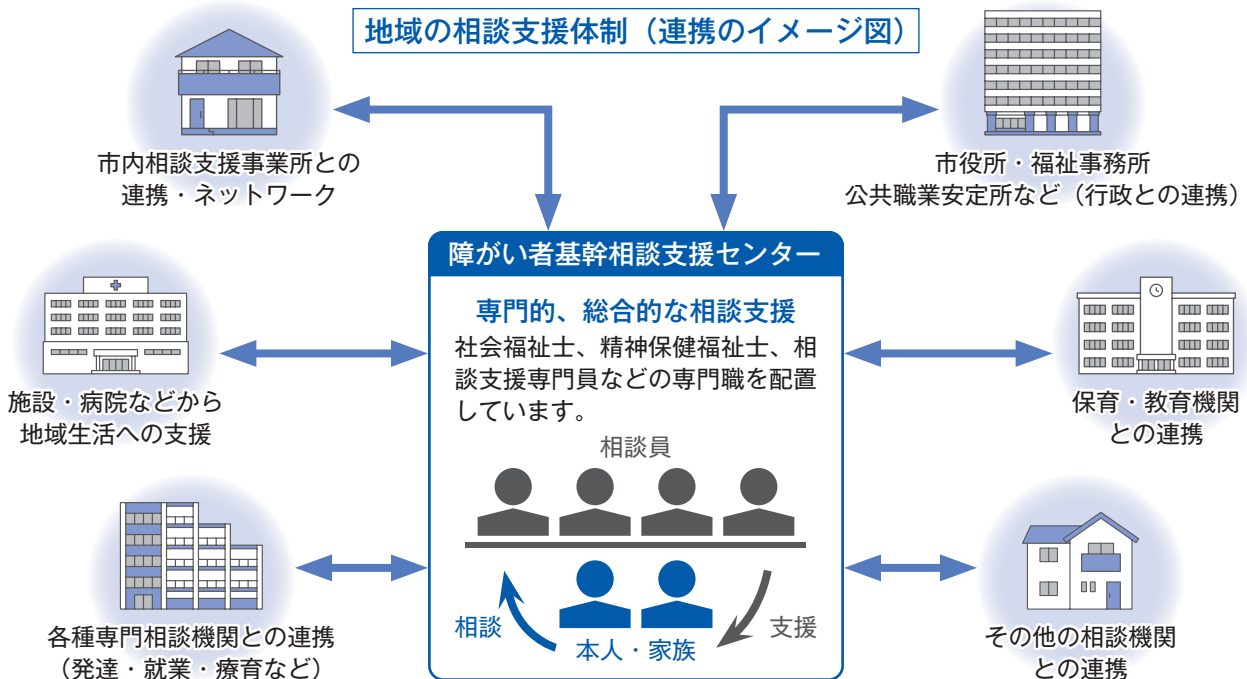 地域の相談支援体制（連携のイメージ図）
市内相談支援事業所との
連携・ネットワーク
市役所・福祉事務所
公共職業安定所など（行政との連携）
施設・病院などから
地域生活への支援
障がい者基幹相談支援センター
専門的、総合的な相談支援
社会福祉士、精神保健福祉士、相
談支援専門員などの専門職を配置
しています。
相談員
相談
本人・家族
支援
保育・教育機関
との連携
各種専門相談機関との連携
（発達・就業・療育など）
その他の相談機関
との連携